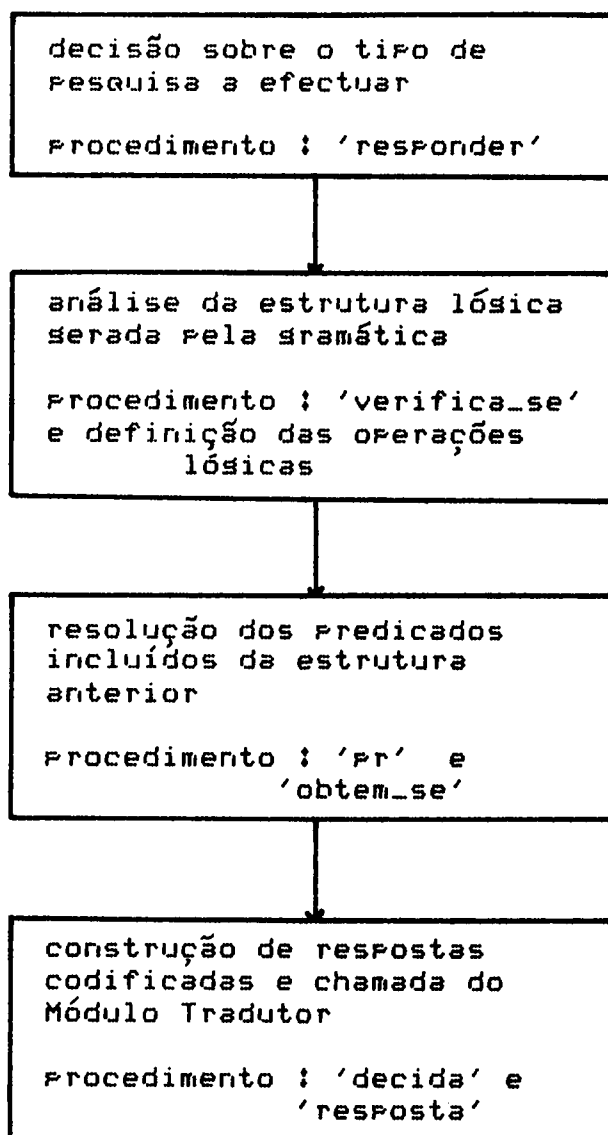 decisão sobre o tipo de
pesquisa a efectuar
procedimento : 'responder'
análise da estrutura lógica
gerada pela gramática
procedimento : 'verifica_se'
e definição das operações
lógicas
resolução dos predicados
incluídos da estrutura
anterior
procedimento : 'pr' e
'obtem_se'
construção de respostas
codificadas e chamada do
Módulo Tradutor
procedimento : 'decida' e
'resposta'